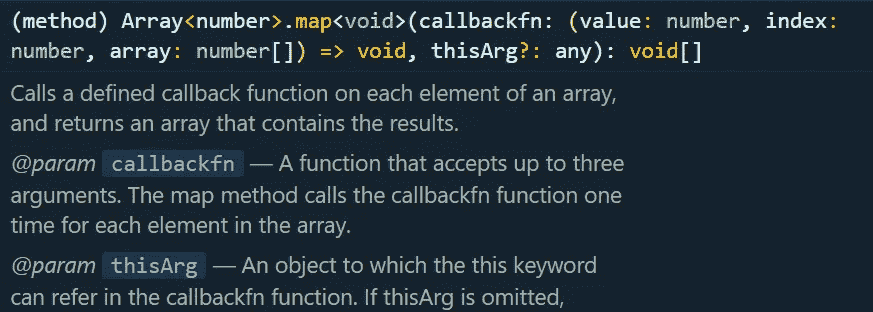 (method) Array<number>.map<void>(callbackfn: (value: number, index:
number, array: number[]) => void, thisArg?: any): void[]
Calls a defined callback function on each element of an array,
and returns an array that contains the results.
@param callbackfn — A function that accepts up to three
arguments. The map method calls the callbackfn function one
time for each element in the array.
@param thisArg — An object to which the this keyword
can refer in the callbackfn function. If thisArg is omitted,